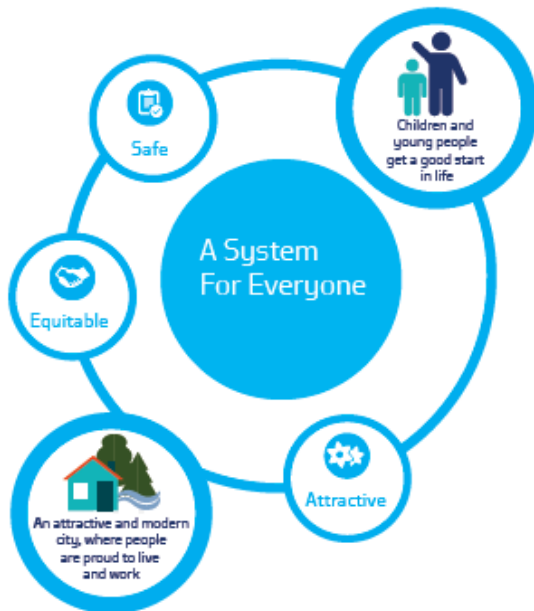 Children and
young people
get a good start
in life
Safe
A System
For Everyone
Equitable
Attractive
An attractive and modern
city, where people
are proud to live
and work